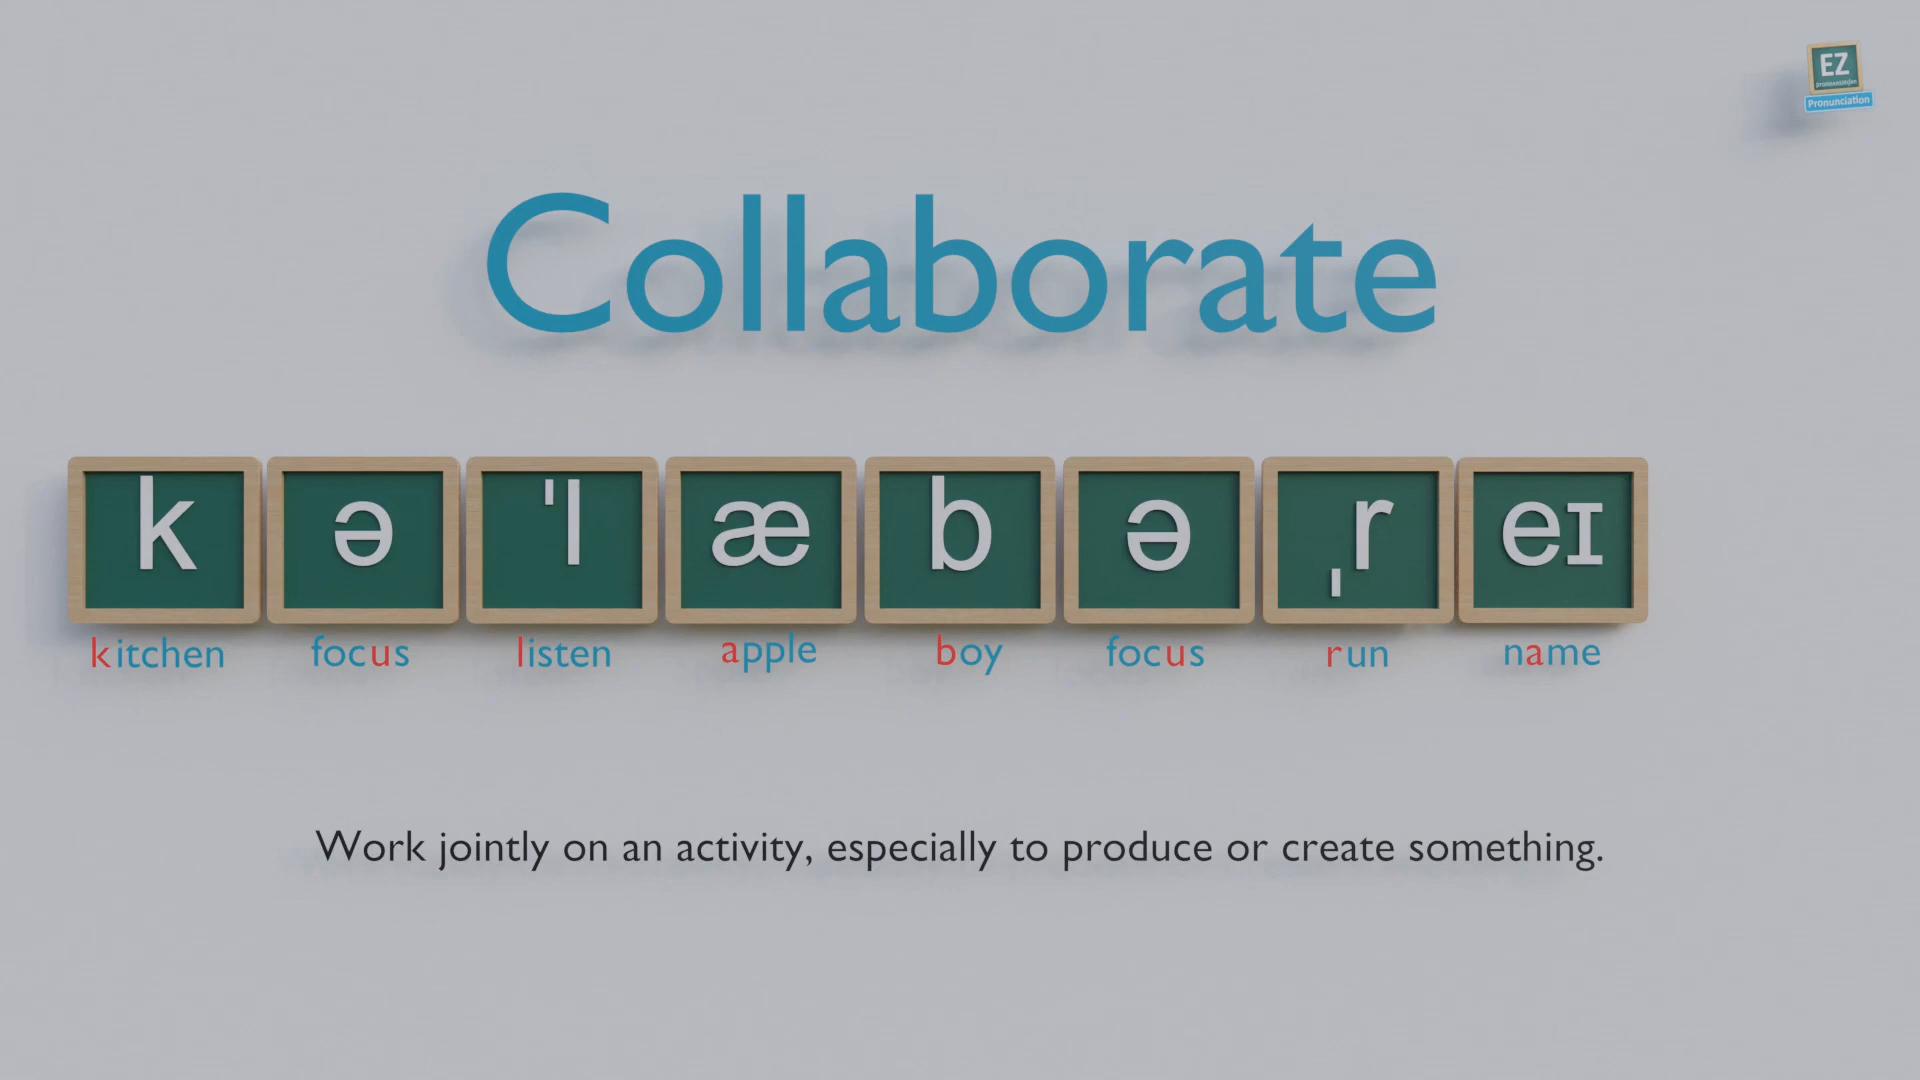 EZ
Pronunciation
Collaborate
k ə ˈl æ b ə ˌr eɪ
kitchen focus listen apple boy focus run name
Work jointly on an activity, especially to produce or create something.